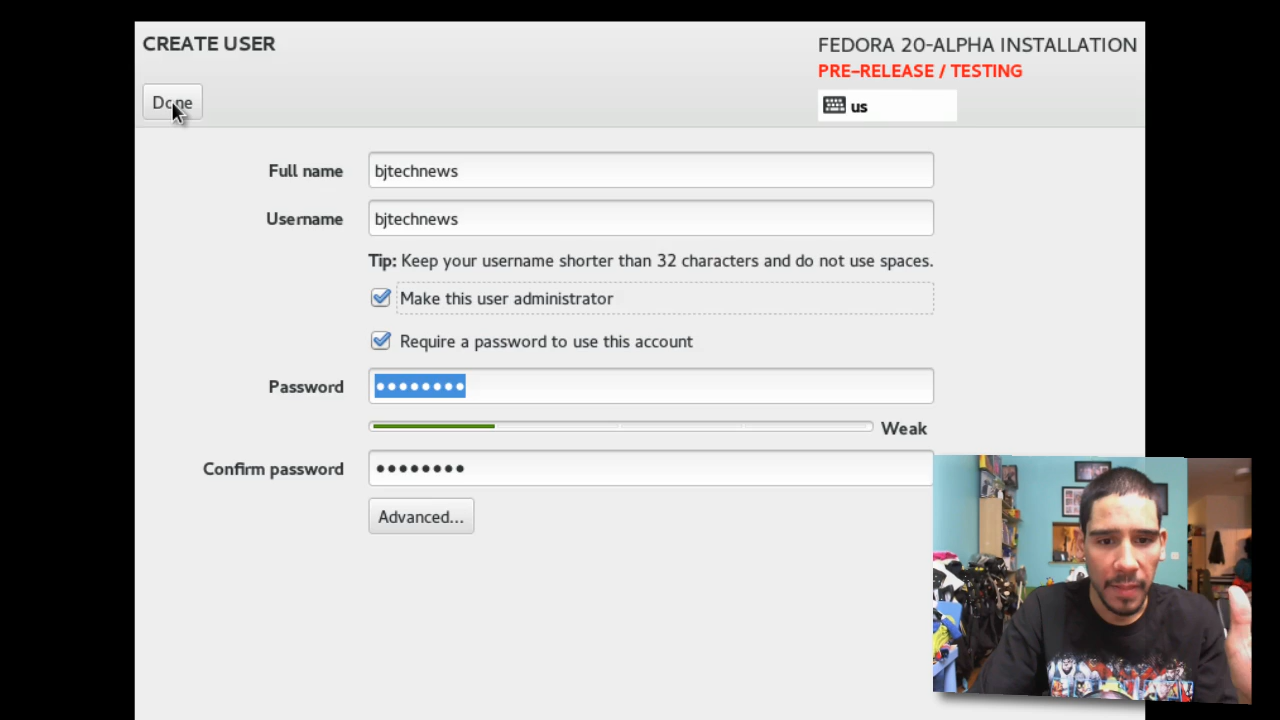 CREATE USER
FEDORA 20-ALPHA INSTALLATION
PRE-RELEASE / TESTING
Done
us
Full name
bjtechnews
Username
bjtechnews
Tip: Keep your username shorter than 32 characters and do not use spaces.
Make this user administrator
Require a password to use this account
Password
••••••••
Weak
Confirm password
••••••••
Advanced...